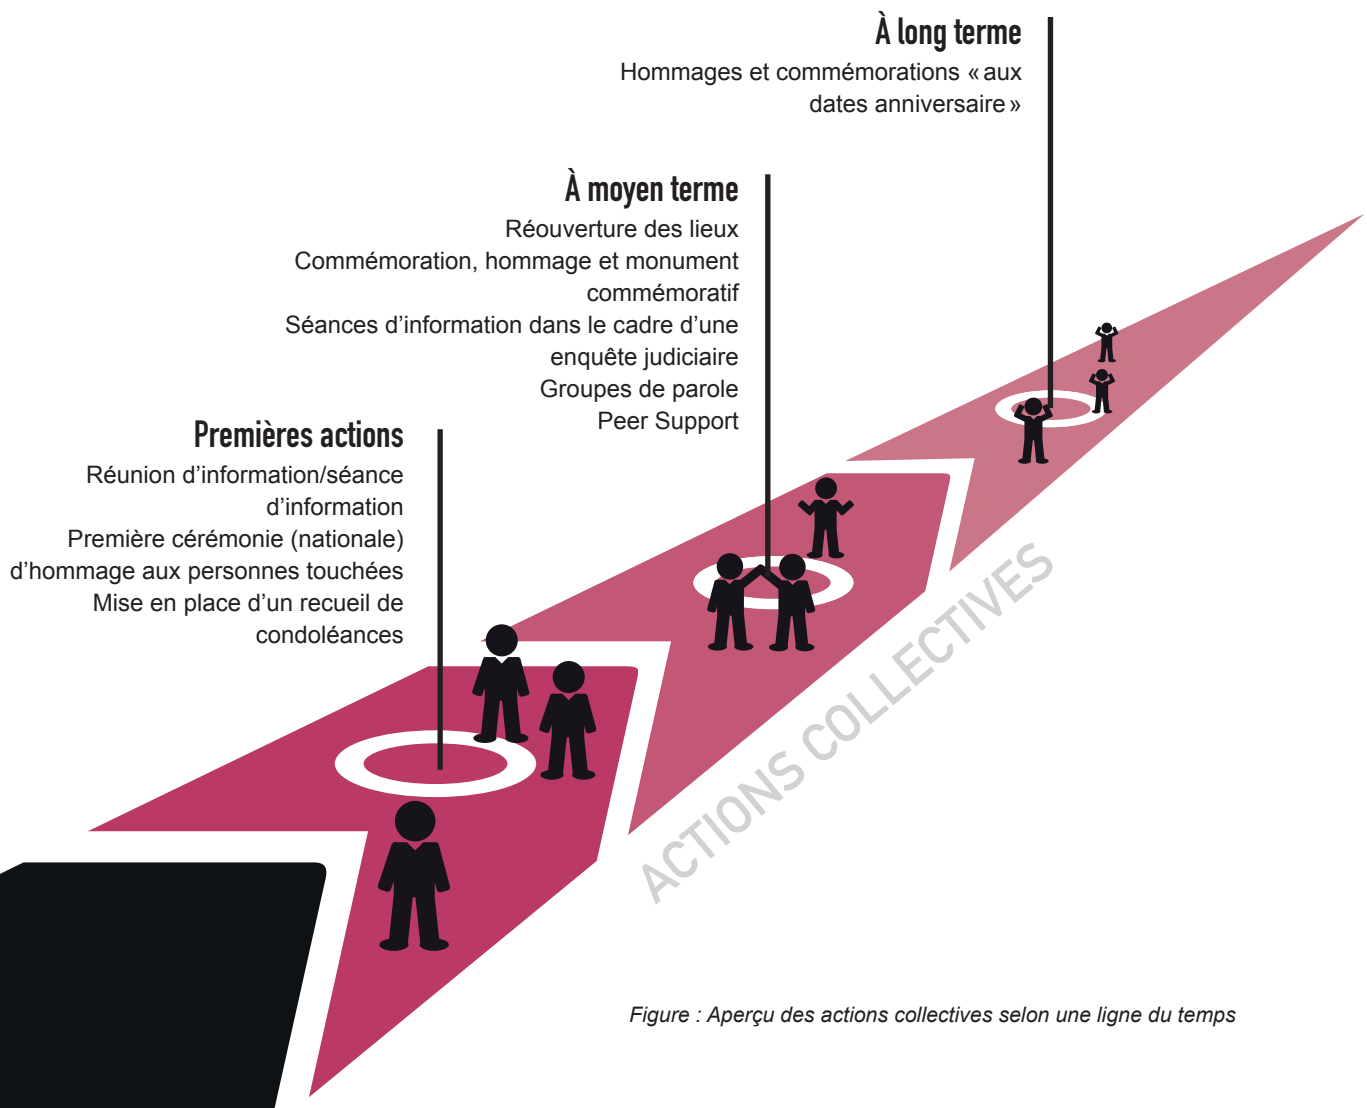 À long terme
Hommages et commémorations « aux
dates anniversaire »
À moyen terme
Réouverture des lieux
Commémoration, hommage et monument
commémoratif
Séances d’information dans le cadre d’une
enquête judiciaire
Groupes de parole
Peer Support
Premières actions
Réunion d’information/séance
d’information
Première cérémonie (nationale)
d’hommage aux personnes touchées
Mise en place d’un recueil de
condoléances
ACTIONS COLLECTIVES
Figure : Aperçu des actions collectives selon une ligne du temps